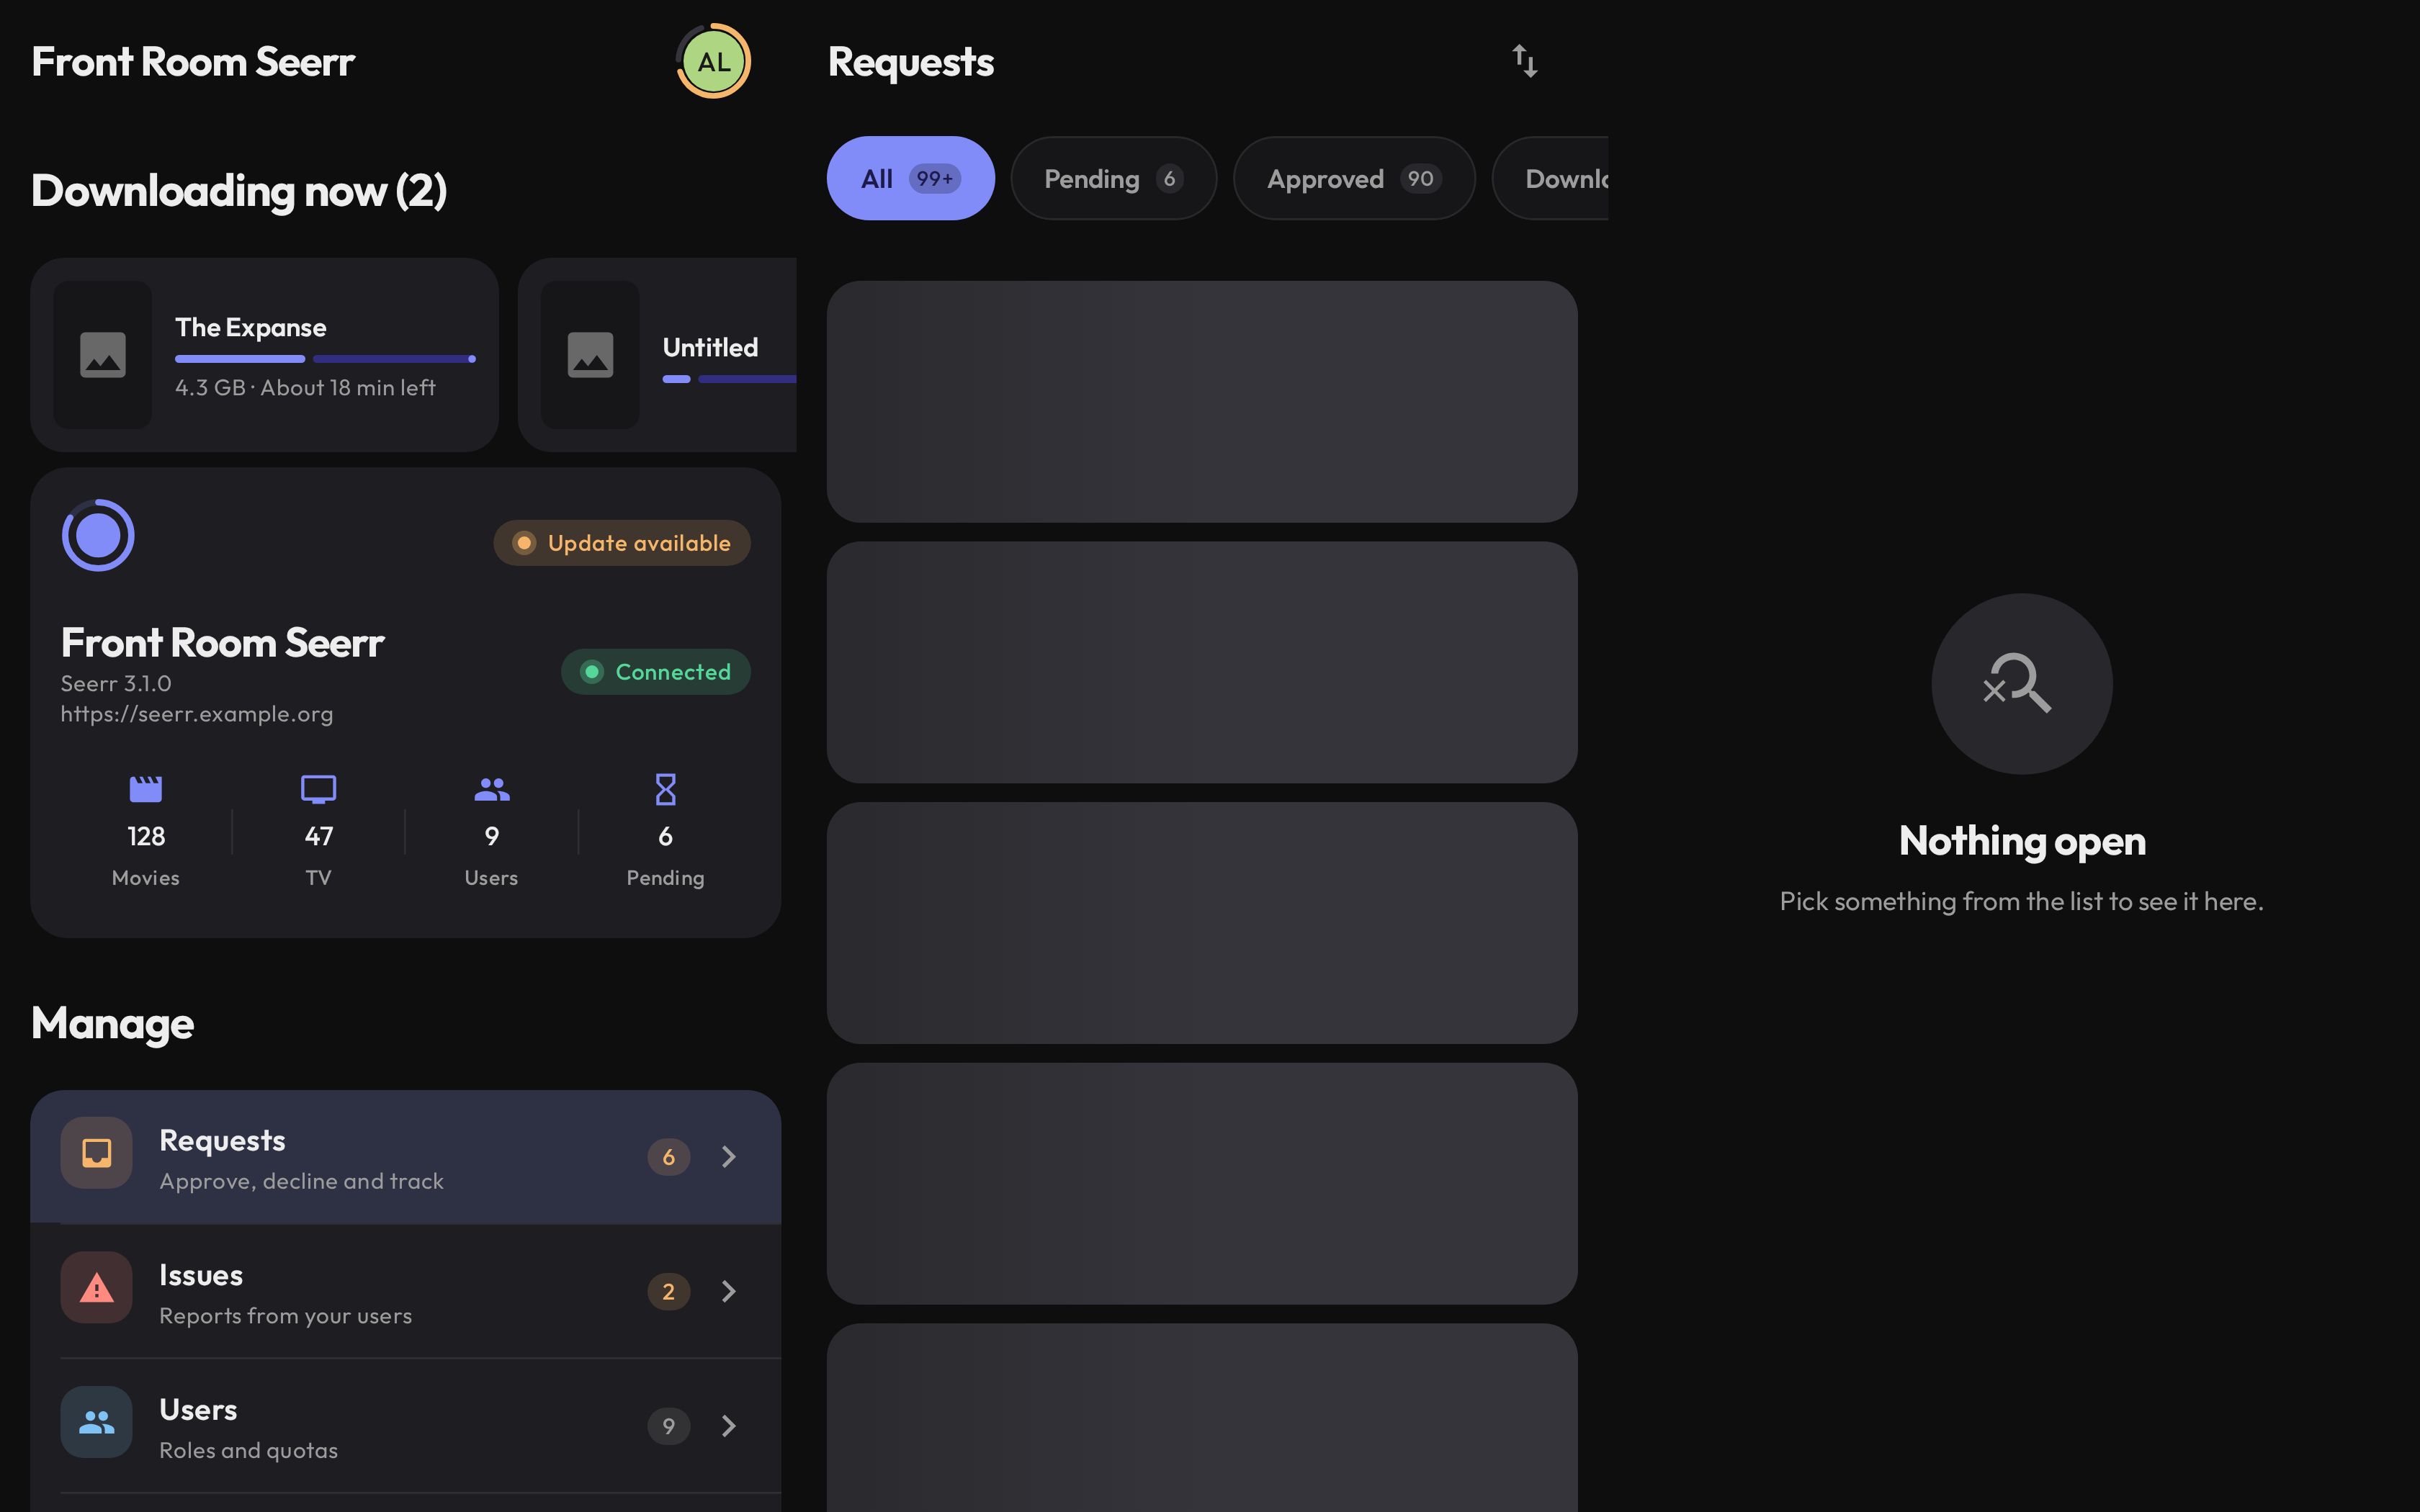 Front Room Seerr
AL
Downloading now (2)
The Expanse
4.3 GB · About 18 min left
Untitled
Update available
Front Room Seerr
Seerr 3.1.0
https://seerr.example.org
Connected
128
Movies
47
TV
9
Users
6
Pending
Manage
Requests
Approve, decline and track
6
Issues
Reports from your users
2
Users
Roles and quotas
9
Requests
All 99+
Pending 6
Approved 90
Nothing open
Pick something from the list to see it here.